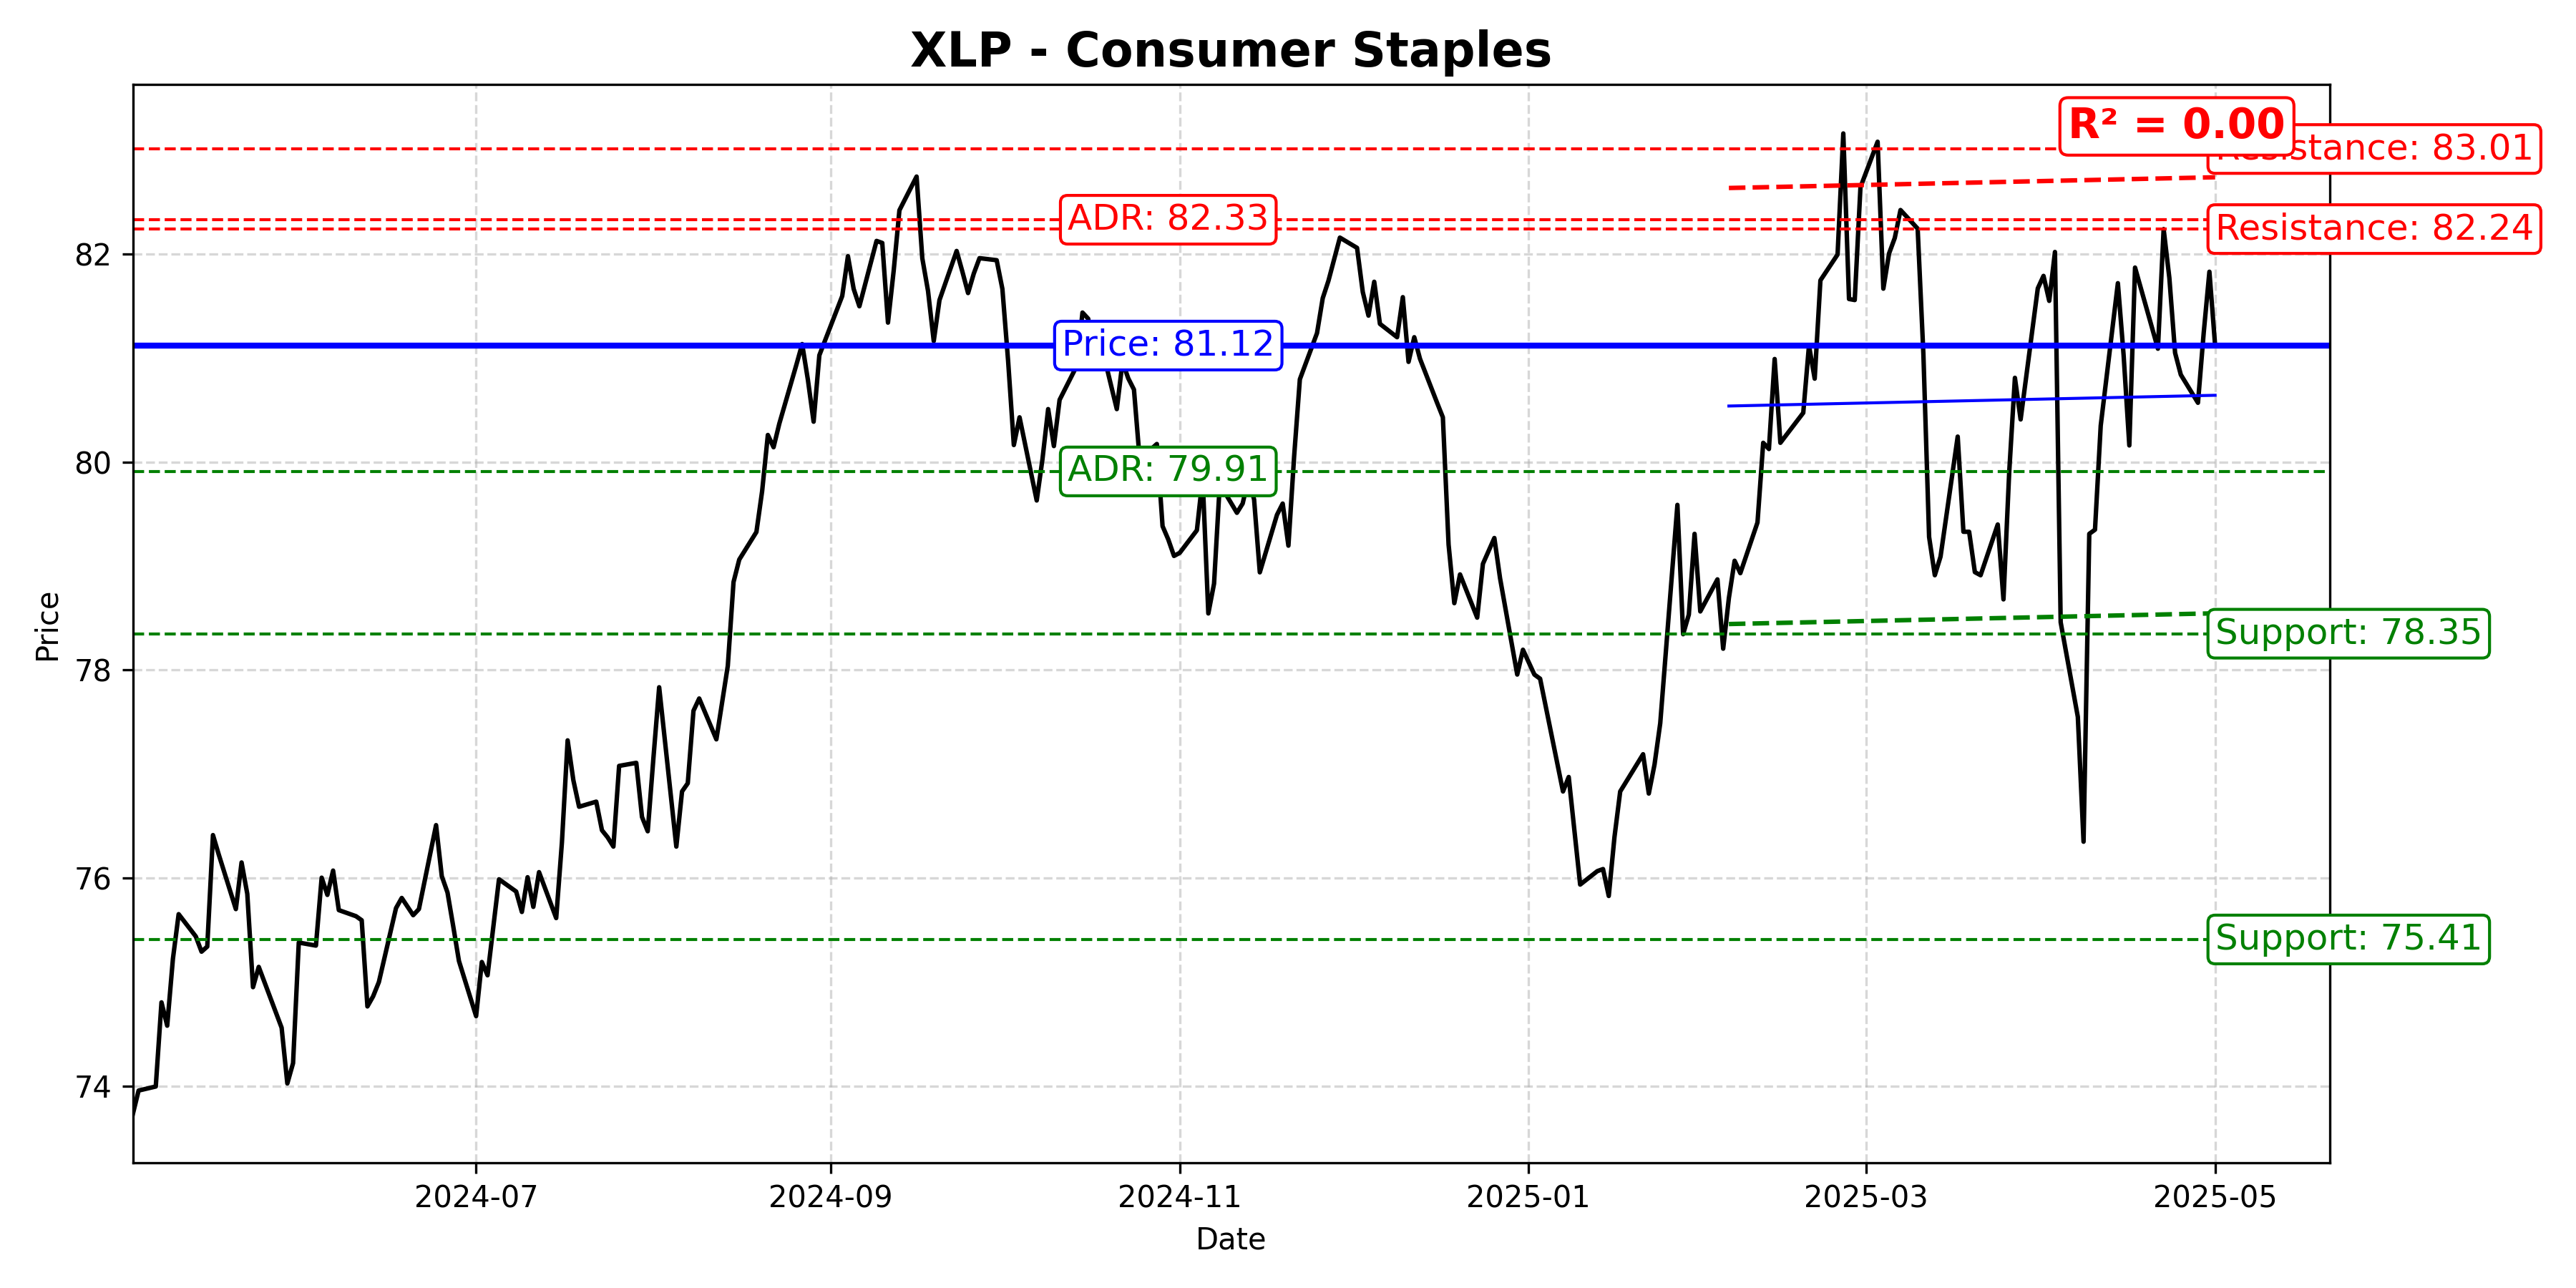 XLP - Consumer Staples
R² = 0.00
sistance: 83.01
ADR: 82.33
Resistance: 82.24
82
Price: 81.12
80
ADR: 79.91
Support: 78.35
78
Price
76
Support: 75.41
74
2024-07 2024-09 2024-11 2025-01 2025-03 2025-05
Date